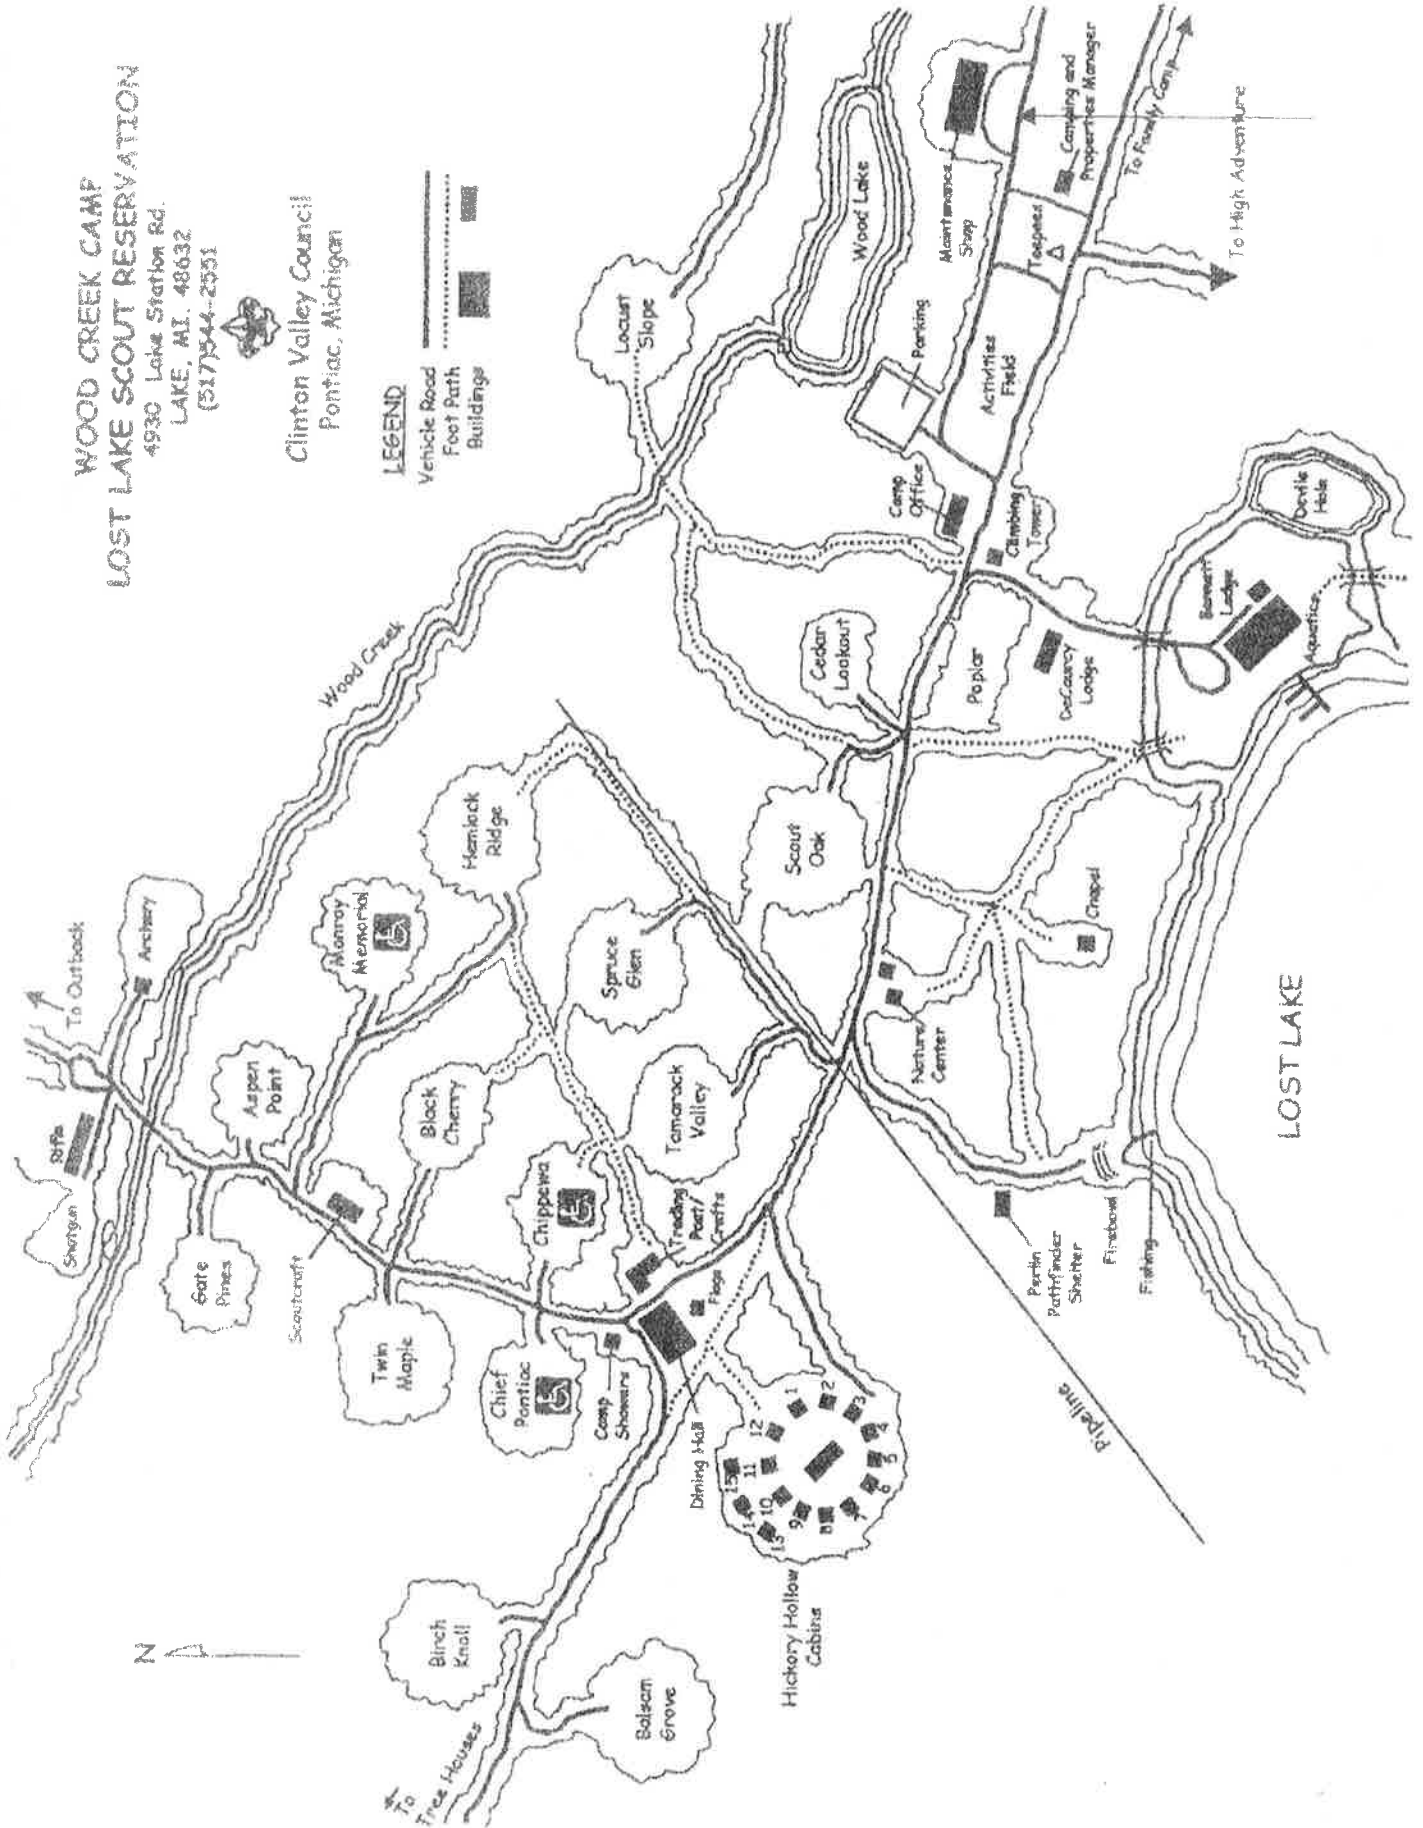 WOOD CREEK CAMP
LOST LAKE SCOUT RESERVATION
4930 Lake Station Rd.
LAKE, MI. 48632
(517)544-2551
Clinton Valley Council
Pontiac, Michigan
LEGEND
Vehicle Road
Foot Path
Buildings
N
To
Tree Houses
Birch
Knoll
Balsam
Grove
Shotgun
Rifle
To Outback
Archery
Gate
Pines
Aspen
Point
Scoutcraft
Twin
Maple
Monroy
Memorial
Black
Cherry
Hemlock
Ridge
Wood Creek
Locust
Slope
Wood Lake
Chief
Pontiac
Chippewa
Camp
Showers
Dining Hall
Flags
Trading
Post/
Crafts
Tamarack
Valley
Spruce
Glen
Scout
Oak
Cedar
Lookout
Poplar
DeCourcy
Lodge
Camp
Office
Climbing
Tower
Parking
Activities
Field
Maintenance
Shop
Teepees
Camping and
Properties Manager
To Family Camp
To High Adventure
Hickory Hollow
Cabins
1
2
3
4
5
6
7
8
9
10
11
12
13
14
15
Nature
Center
Chapel
Perlin
Pathfinder
Shelter
Firebowl
Fishing
Pipeline
Bennett
Lodge
Aquatics
Devils
Hole
LOST LAKE